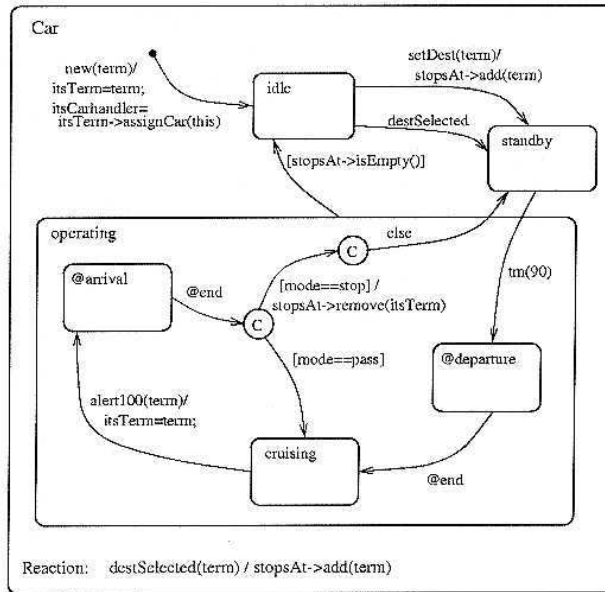 Car
new(term)/
itsTerm=term;
itsCarhandler=
itsTerm->assignCar(this)
idle
setDest(term)/
stopsAt->add(term)
destSelected
standby
[stopsAt->isEmpty()]
operating
else
C
@arrival
@end
[mode==stop] /
stopsAt->remove(itsTerm)
C
tm(90)
[mode==pass]
@departure
alert100(term)/
itsTerm=term;
cruising
@end
Reaction: destSelected(term) / stopsAt->add(term)